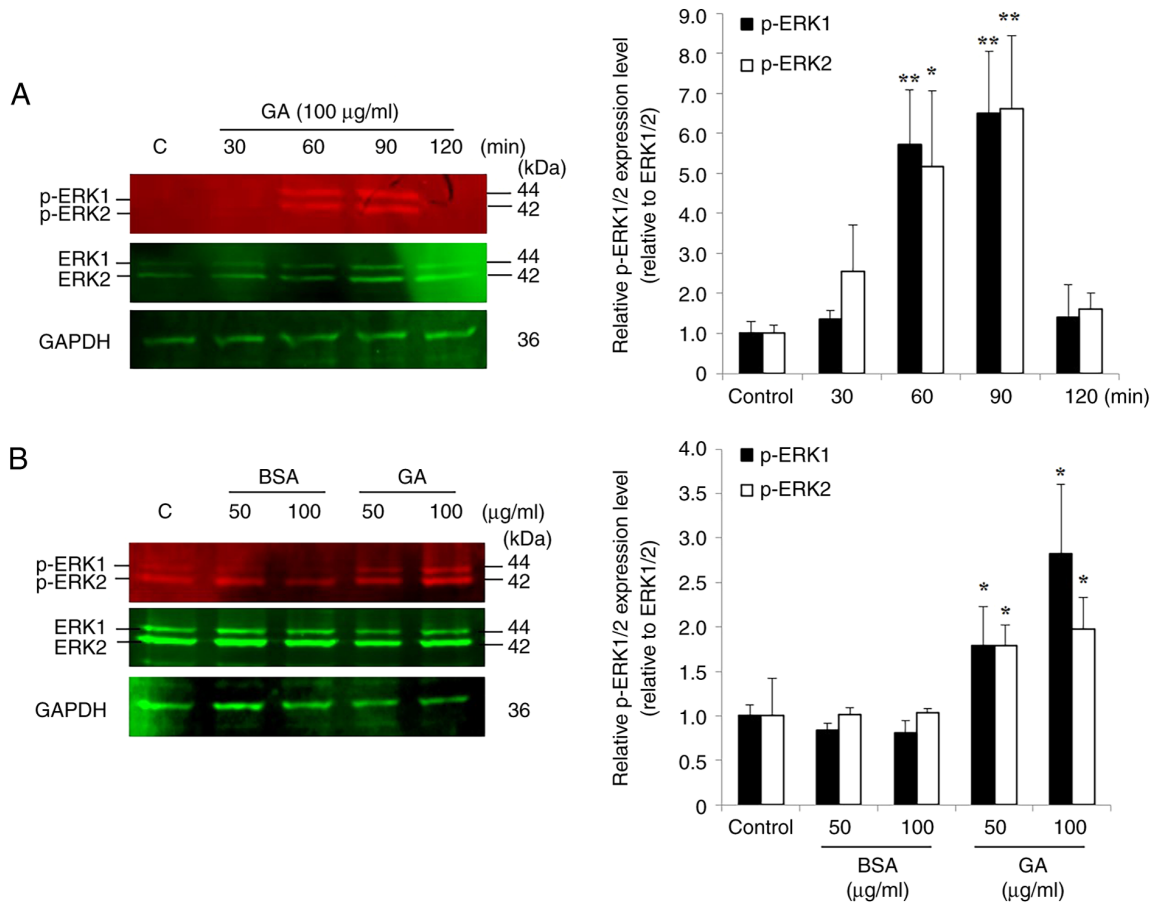 A
GA (100 µg/ml)
C 30 60 90 120 (min)
(kDa)
p-ERK1 44
p-ERK2 42
ERK1 44
ERK2 42
GAPDH 36
Relative p-ERK1/2 expression level
(relative to ERK1/2)
9.0
8.0
7.0
6.0
5.0
4.0
3.0
2.0
1.0
0
p-ERK1
p-ERK2
** *
** **
Control 30 60 90 120 (min)
B
BSA GA
C 50 100 50 100 (µg/ml)
(kDa)
p-ERK1 44
p-ERK2 42
ERK1 44
ERK2 42
GAPDH 36
Relative p-ERK1/2 expression level
(relative to ERK1/2)
4.0
3.5
3.0
2.5
2.0
1.5
1.0
0.5
0
p-ERK1
p-ERK2
* *
* *
Control 50 100 50 100
BSA GA
(µg/ml) (µg/ml)